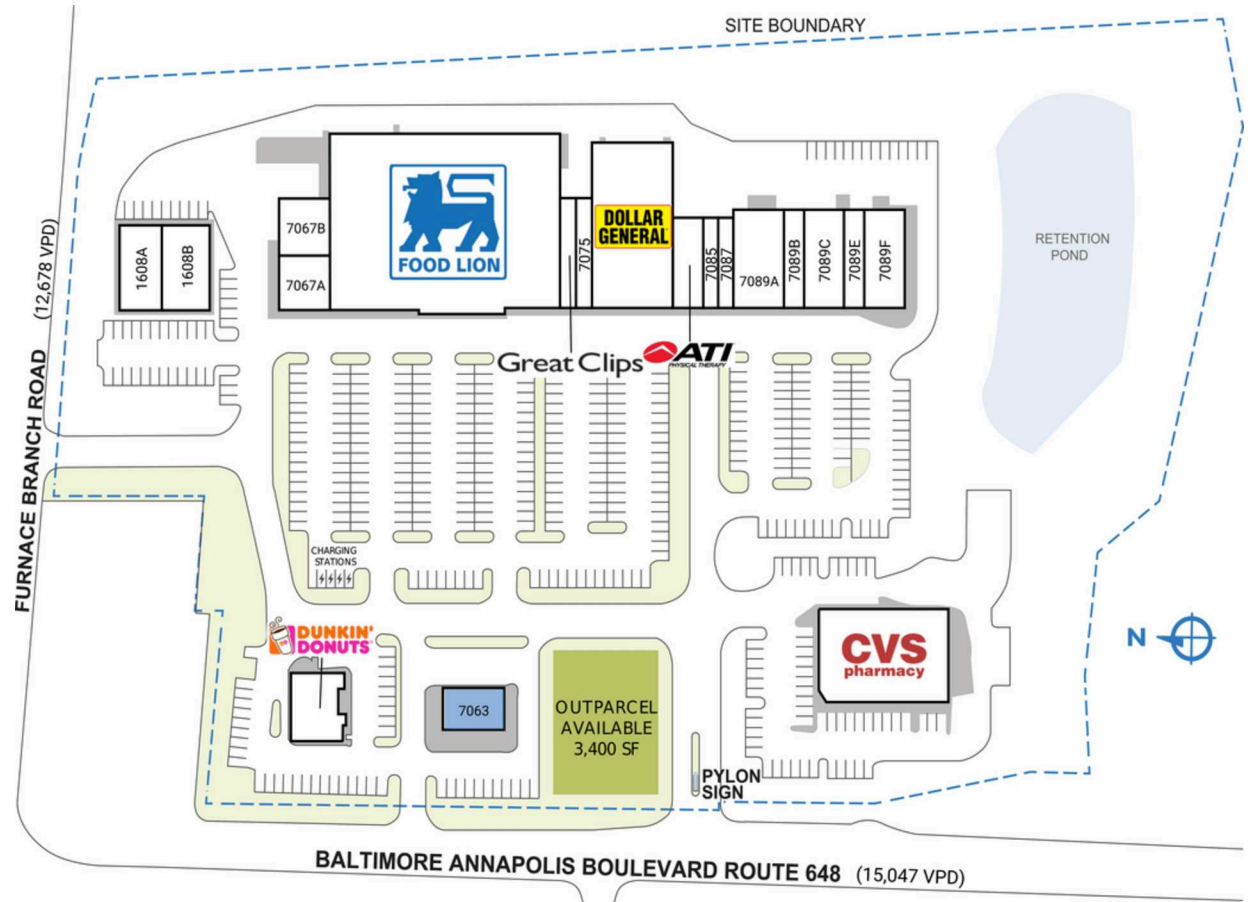 SITE BOUNDARY
FOOD LION
DOLLAR
GENERAL
7067B
7067A
7075
7085
7087
7089A
7089B
7089C
7089E
7089F
1608A
1608B
RETENTION
POND
Great Clips
ATI
PHYSICAL THERAPY
FURNACE BRANCH ROAD (12,678 VPD)
CHARGING
STATIONS
DUNKIN'
DONUTS
7063
OUTPARCEL
AVAILABLE
3,400 SF
CVS
pharmacy
N
PYLON
SIGN
BALTIMORE ANNAPOLIS BOULEVARD ROUTE 648 (15,047 VPD)